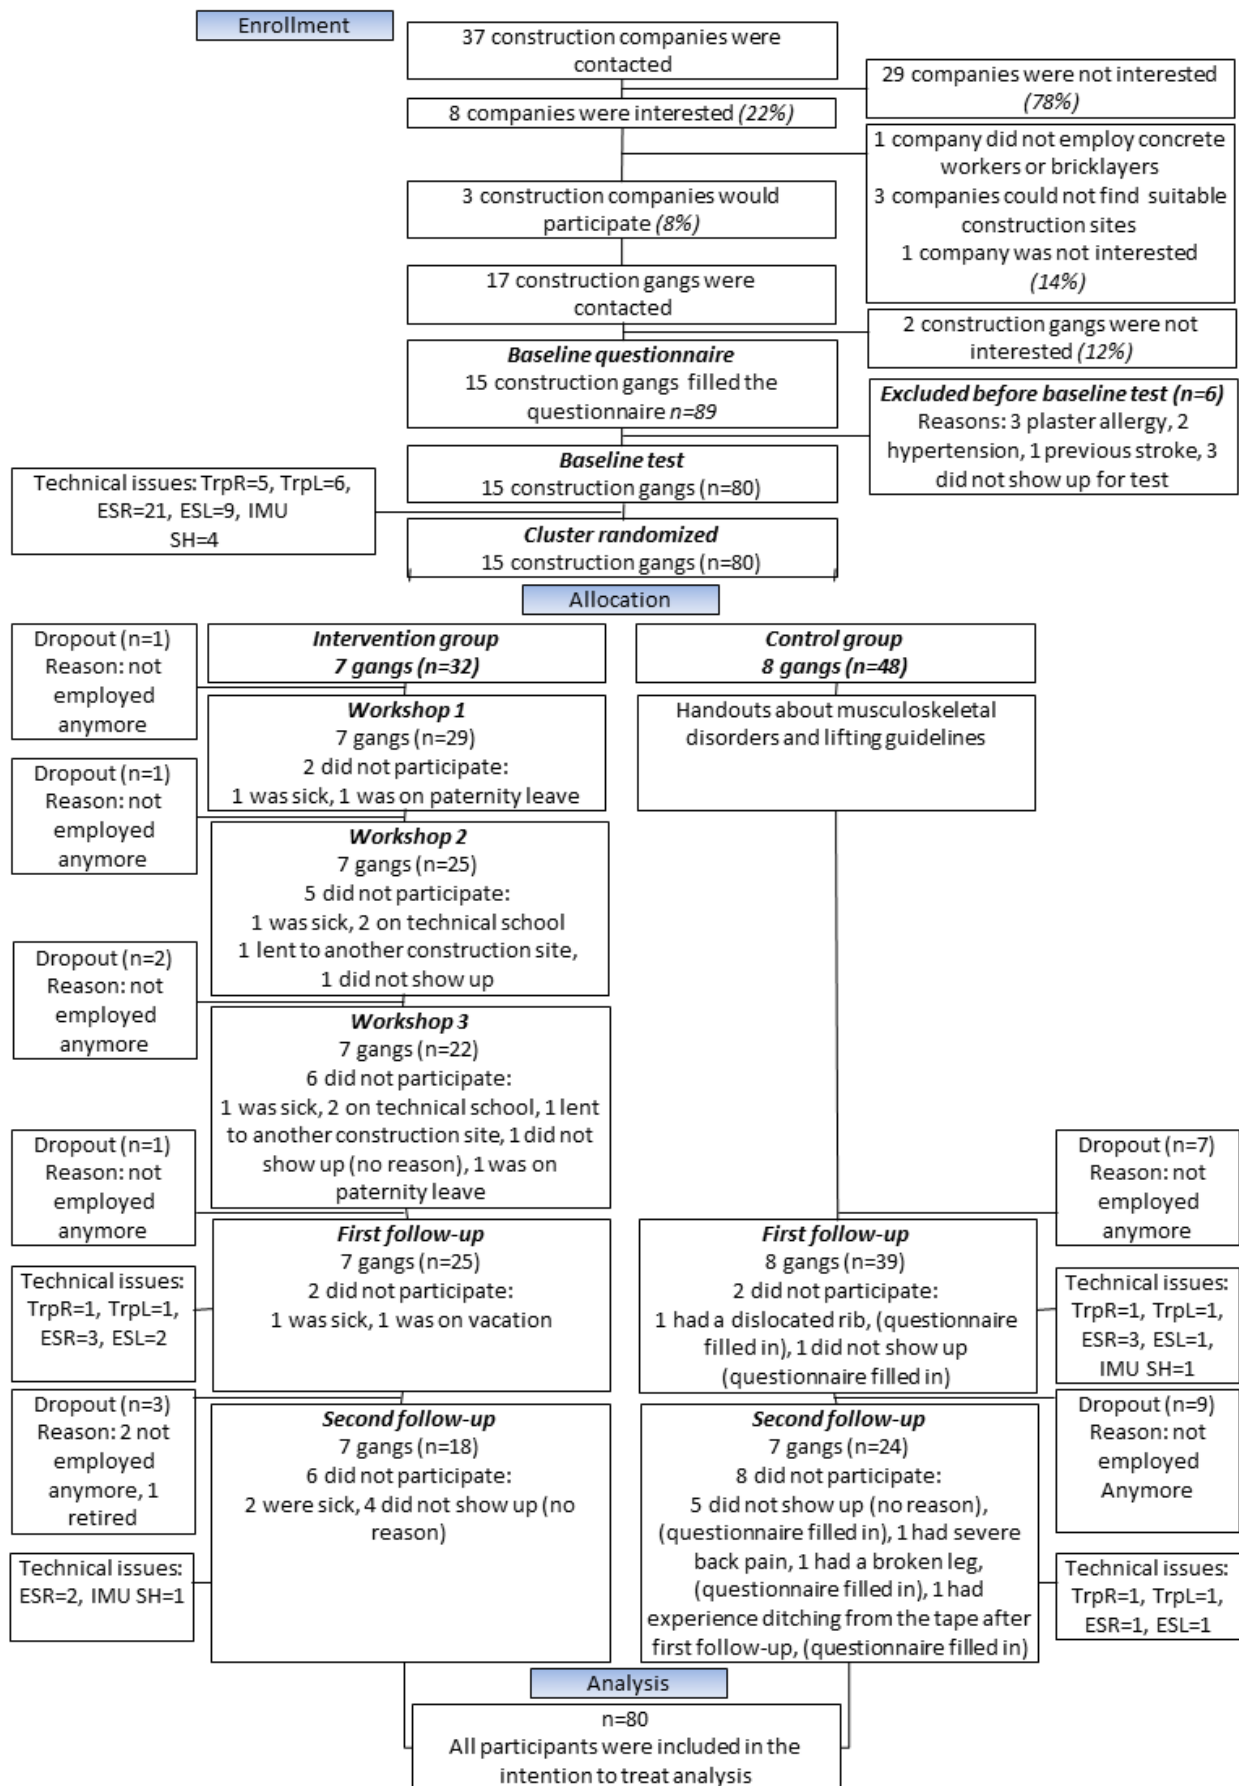 Enrollment
37 construction companies were
contacted
29 companies were not interested
(78%)
8 companies were interested (22%)
1 company did not employ concrete
workers or bricklayers
3 companies could not find suitable
construction sites
1 company was not interested
(14%)
3 construction companies would
participate (8%)
17 construction gangs were
contacted
2 construction gangs were not
interested (12%)
Baseline questionnaire
15 construction gangs filled the
questionnaire n=89
Excluded before baseline test (n=6)
Reasons: 3 plaster allergy, 2
hypertension, 1 previous stroke, 3
did not show up for test
Baseline test
15 construction gangs (n=80)
Technical issues: TrpR=5, TrpL=6,
ESR=21, ESL=9, IMU
SH=4
Cluster randomized
15 construction gangs (n=80)
Allocation
Dropout (n=1)
Reason: not
employed
anymore
Intervention group
7 gangs (n=32)
Control group
8 gangs (n=48)
Workshop 1
7 gangs (n=29)
2 did not participate:
1 was sick, 1 was on paternity leave
Handouts about musculoskeletal
disorders and lifting guidelines
Dropout (n=1)
Reason: not
employed
anymore
Workshop 2
7 gangs (n=25)
5 did not participate:
1 was sick, 2 on technical school
1 lent to another construction site,
1 did not show up
Dropout (n=2)
Reason: not
employed
anymore
Workshop 3
7 gangs (n=22)
6 did not participate:
1 was sick, 2 on technical school, 1 lent
to another construction site, 1 did not
show up (no reason), 1 was on
paternity leave
Dropout (n=1)
Reason: not
employed
anymore
Dropout (n=7)
Reason: not
employed
anymore
First follow-up
7 gangs (n=25)
2 did not participate:
1 was sick, 1 was on vacation
First follow-up
8 gangs (n=39)
2 did not participate:
1 had a dislocated rib, (questionnaire
filled in), 1 did not show up
(questionnaire filled in)
Technical issues:
TrpR=1, TrpL=1,
ESR=3, ESL=2
Technical issues:
TrpR=1, TrpL=1,
ESR=3, ESL=1,
IMU SH=1
Dropout (n=3)
Reason: 2 not
employed
anymore, 1
retired
Dropout (n=9)
Reason: not
employed
Anymore
Second follow-up
7 gangs (n=18)
6 did not participate:
2 were sick, 4 did not show up (no
reason)
Second follow-up
7 gangs (n=24)
8 did not participate:
5 did not show up (no reason),
(questionnaire filled in), 1 had severe
back pain, 1 had a broken leg,
(questionnaire filled in), 1 had
experience ditching from the tape after
first follow-up, (questionnaire filled in)
Technical issues:
ESR=2, IMU SH=1
Technical issues:
TrpR=1, TrpL=1,
ESR=1, ESL=1
Analysis
n=80
All participants were included in the
intention to treat analysis